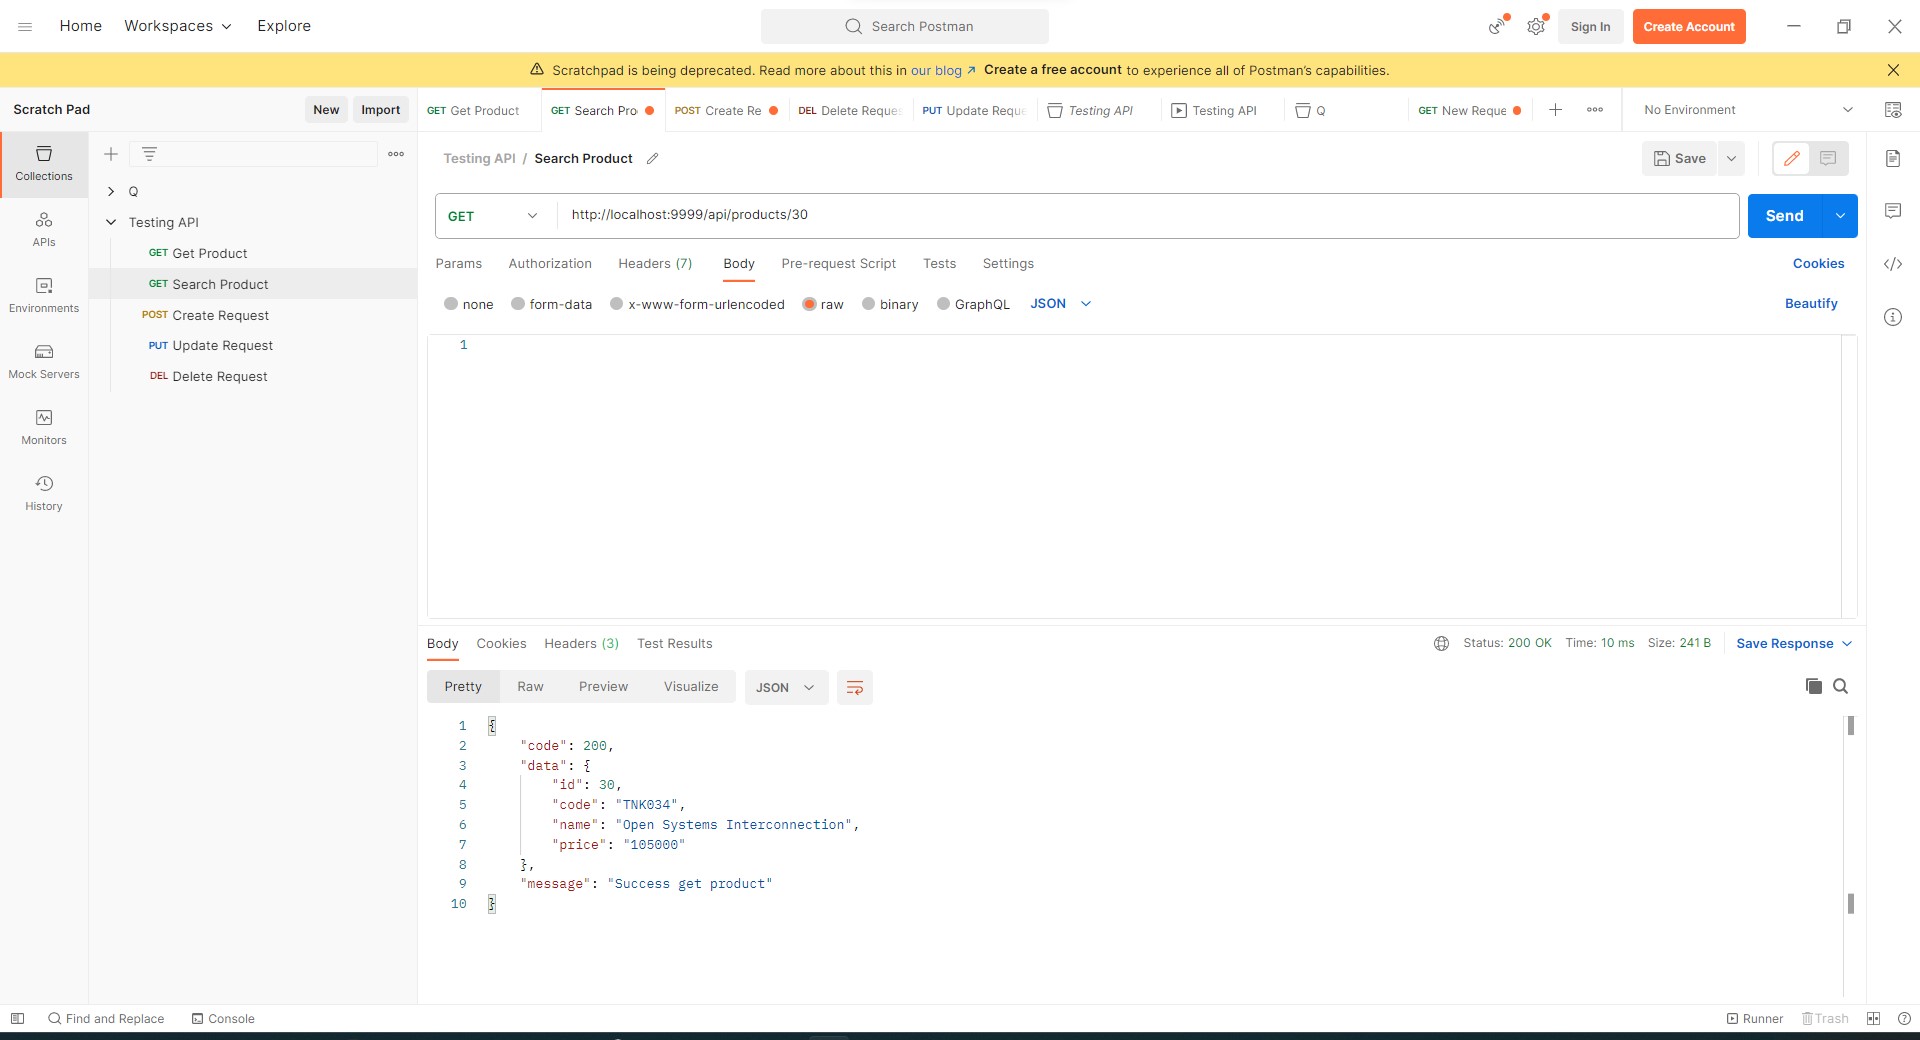 Home Workspaces Explore Search Postman Sign In Create Account
Scratchpad is being deprecated. Read more about this in our blog ↗ Create a free account to experience all of Postman's capabilities.
Scratch Pad New Import GET Get Product GET Search Pro POST Create Re DEL Delete Reques PUT Update Reque Testing API Testing API Q GET New Reque No Environment
Testing API / Search Product Save
Collections
Q
Testing API
GET Get Product
GET Search Product
POST Create Request
PUT Update Request
DEL Delete Request
APIs
Environments
Mock Servers
Monitors
History
GET http://localhost:9999/api/products/30 Send
Params Authorization Headers (7) Body Pre-request Script Tests Settings Cookies
none form-data x-www-form-urlencoded raw binary GraphQL JSON Beautify
1
Body Cookies Headers (3) Test Results Status: 200 OK Time: 10 ms Size: 241 B Save Response
Pretty Raw Preview Visualize JSON
1 {
2 "code": 200,
3 "data": {
4 "id": 30,
5 "code": "TNK034",
6 "name": "Open Systems Interconnection",
7 "price": "105000"
8 },
9 "message": "Success get product"
10 }
Find and Replace Console Runner Trash